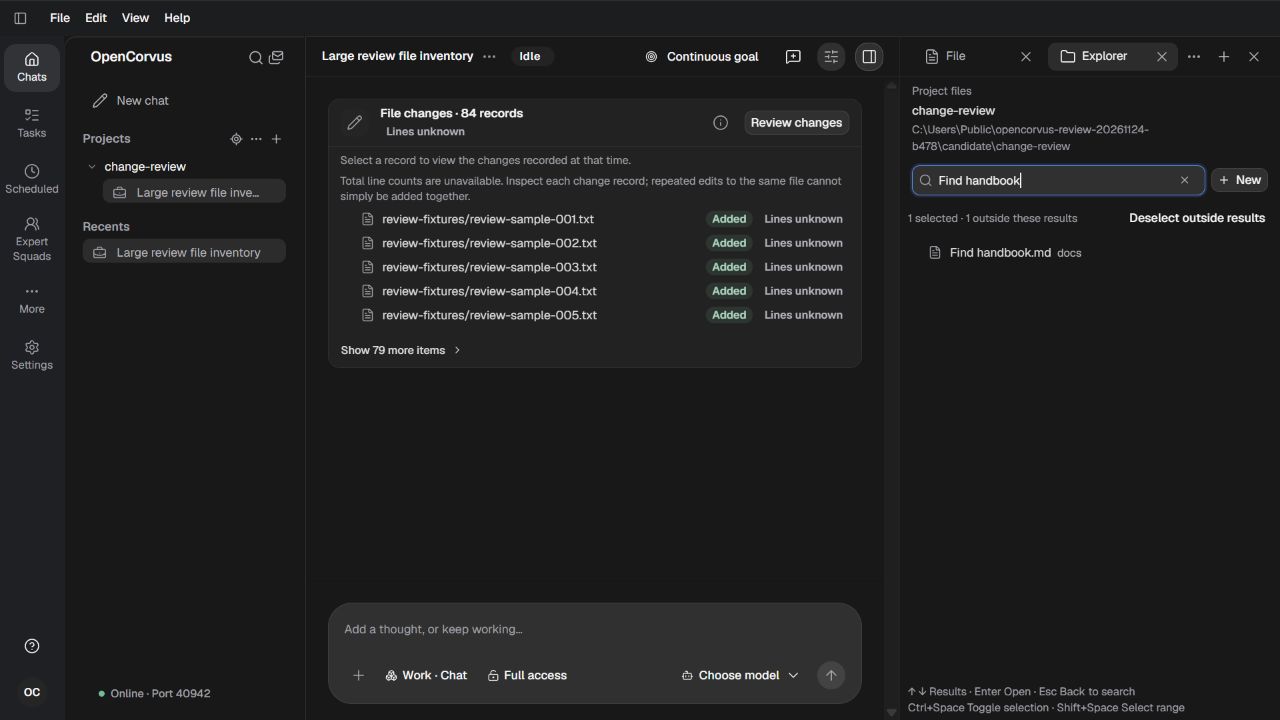 File Edit View Help
Chats
Tasks
Scheduled
Expert
Squads
More
Settings
OC
OpenCorvus
New chat
Projects
change-review
Large review file inve...
Recents
Large review file inventory
Online · Port 40942
Large review file inventory Idle Continuous goal
File changes · 84 records
Lines unknown
Review changes
Select a record to view the changes recorded at that time.
Total line counts are unavailable. Inspect each change record; repeated edits to the same file cannot
simply be added together.
review-fixtures/review-sample-001.txt Added Lines unknown
review-fixtures/review-sample-002.txt Added Lines unknown
review-fixtures/review-sample-003.txt Added Lines unknown
review-fixtures/review-sample-004.txt Added Lines unknown
review-fixtures/review-sample-005.txt Added Lines unknown
Show 79 more items
Add a thought, or keep working...
Work · Chat Full access Choose model
File Explorer
Project files
change-review
C:\Users\Public\opencorvus-review-20261124-
b478\candidate\change-review
Find handbook New
1 selected · 1 outside these results Deselect outside results
Find handbook.md docs
↑↓ Results · Enter Open · Esc Back to search
Ctrl+Space Toggle selection · Shift+Space Select range